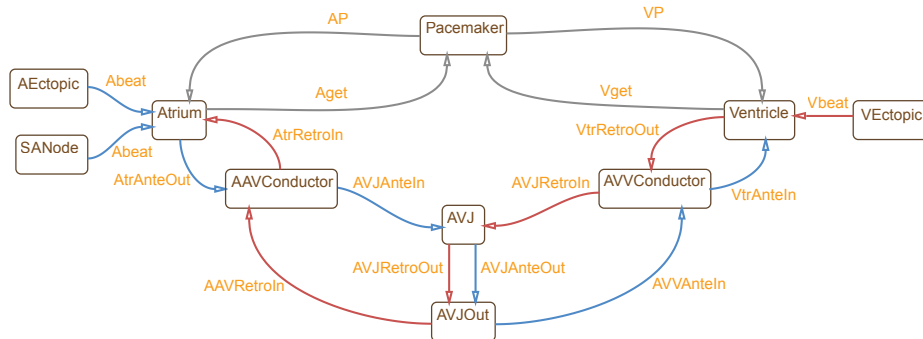 AP
Pacemaker
VP
AEctopic
Abeat
Aget
Vget
Atrium
Ventricle
Vbeat
VEctopic
SANode
Abeat
AtrRetroIn
VtrRetroOut
AtrAnteOut
AAVConductor
AVJAnteIn
AVJRetroIn
AVVConductor
VtrAnteIn
AVJ
AAVRetroIn
AVJRetroOut
AVJAnteOut
AVVAnteIn
AVJOut